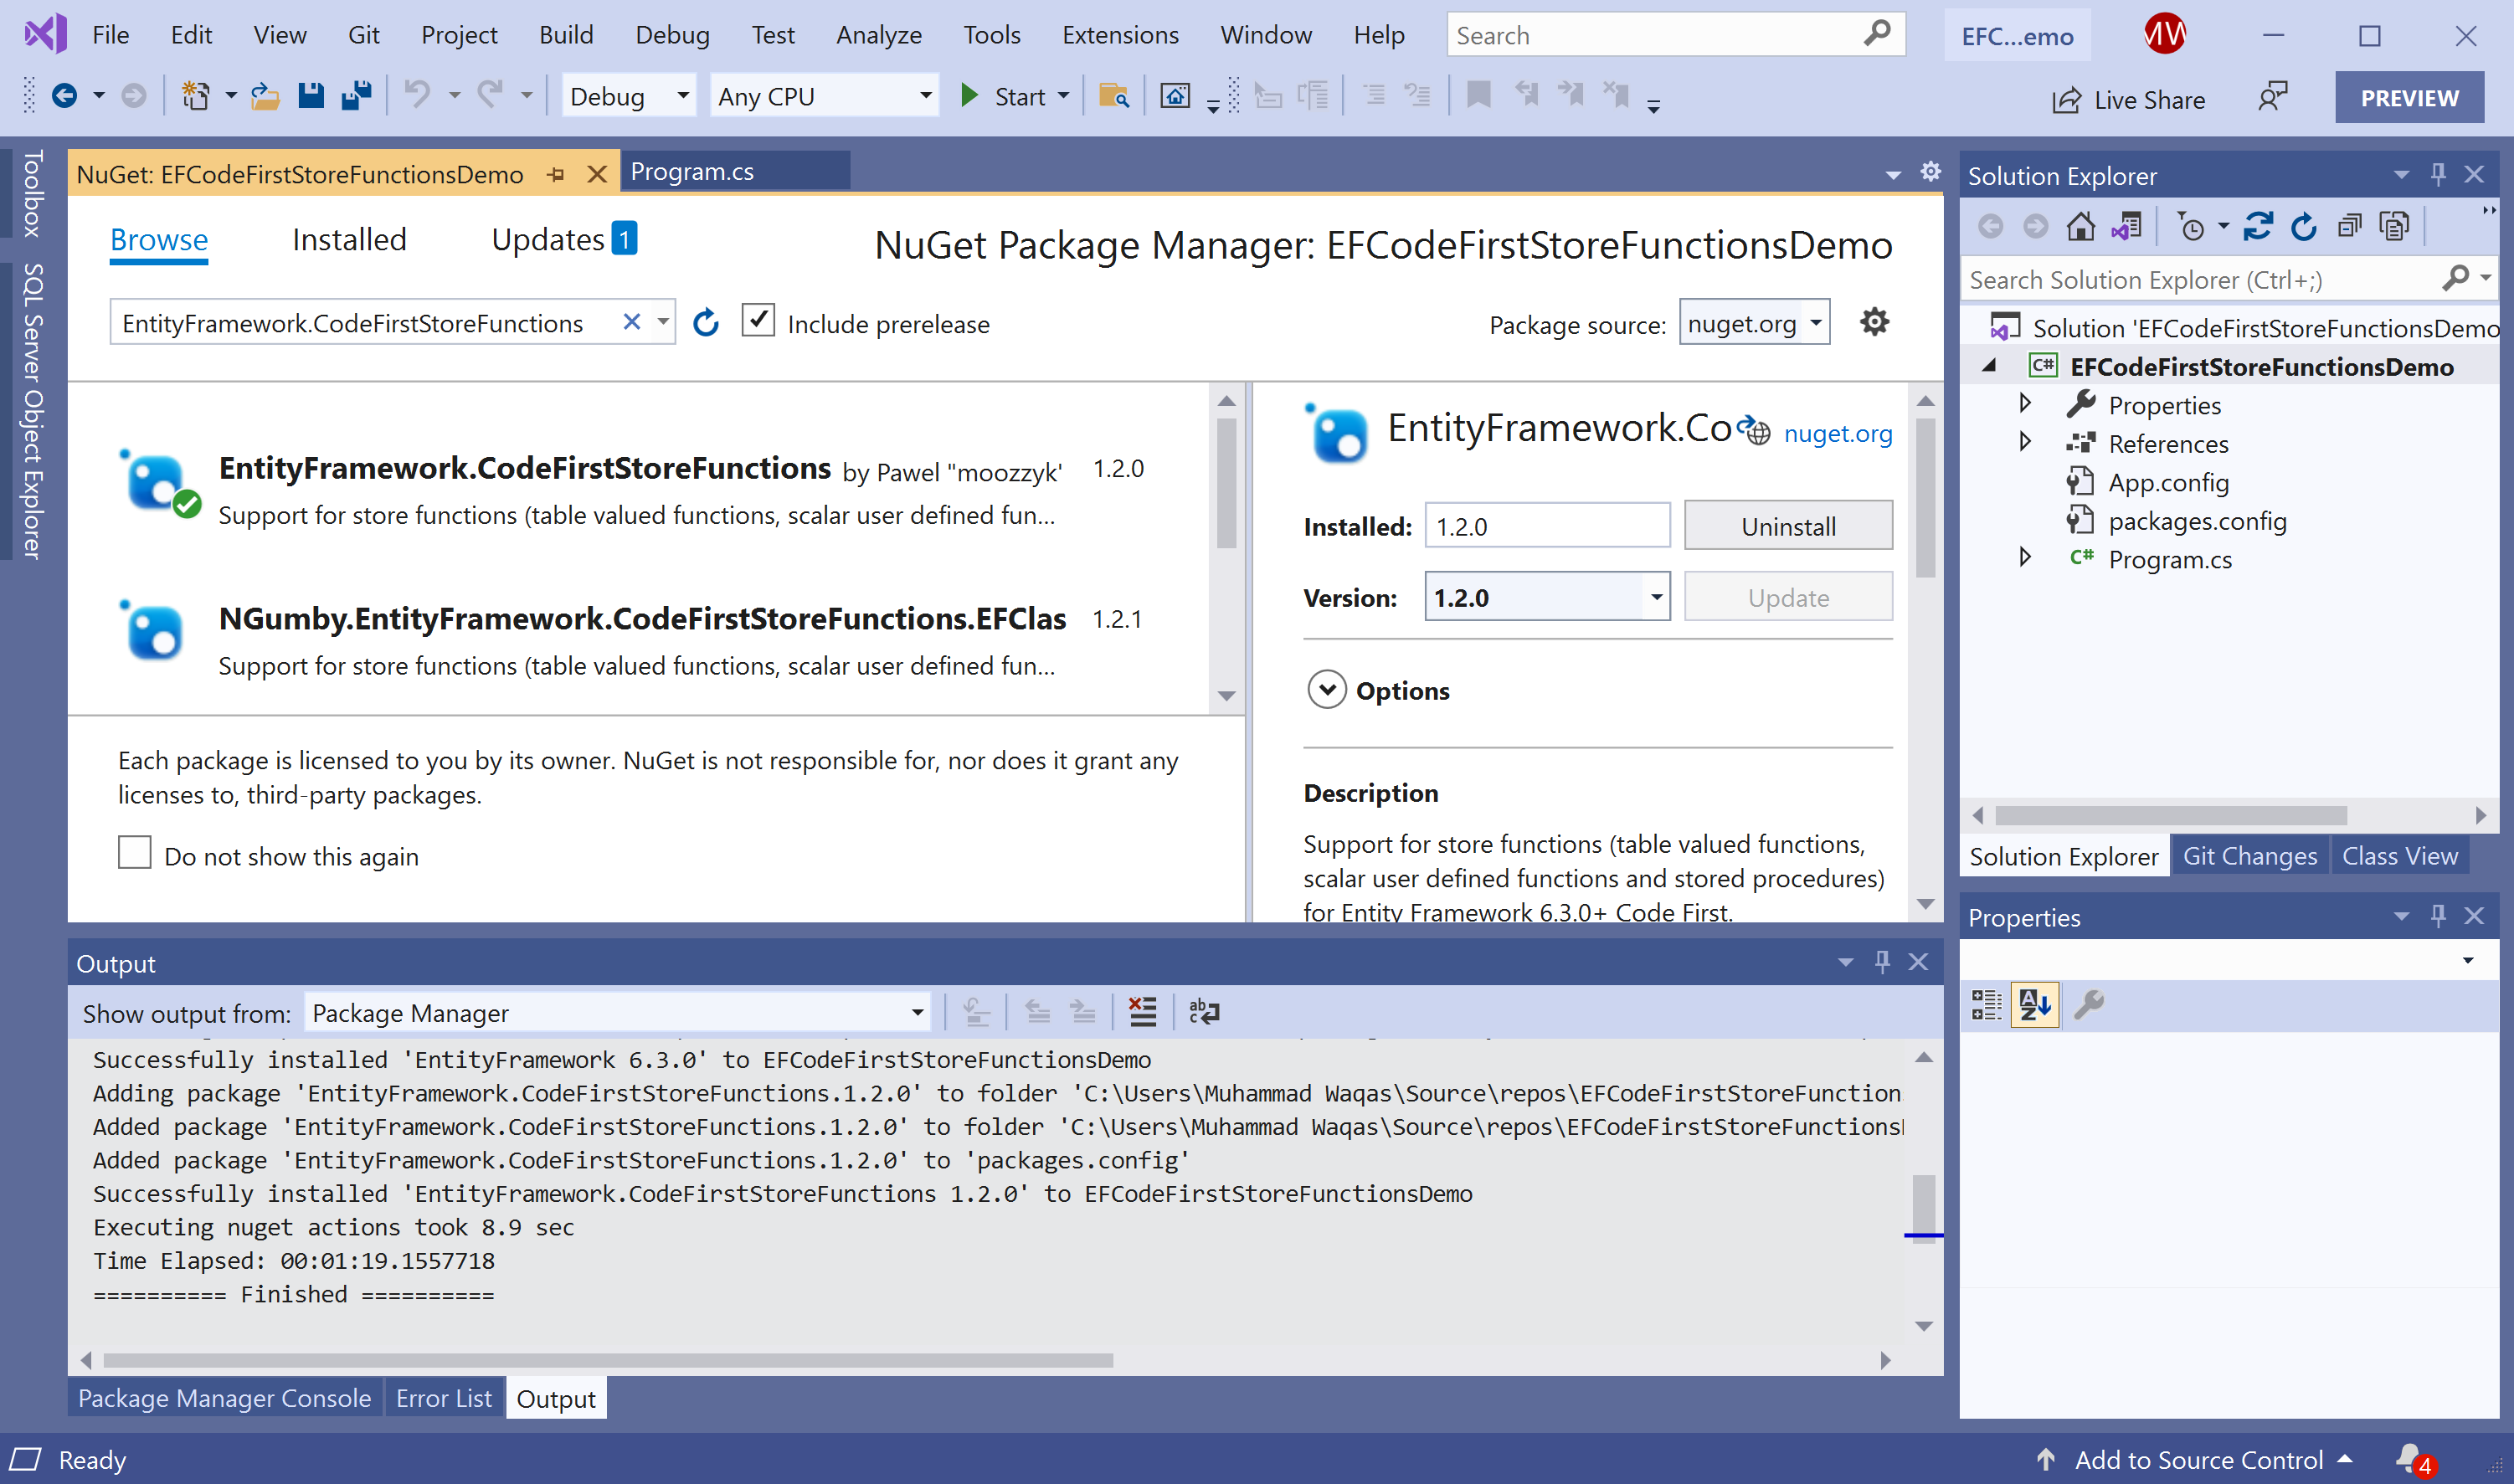 File Edit View Git Project Build Debug Test Analyze Tools Extensions Window Help Search EFC...emo MW
Debug Any CPU Start Live Share PREVIEW
Toolbox
SQL Server Object Explorer
NuGet: EFCodeFirstStoreFunctionsDemo Program.cs
Browse Installed Updates 1 NuGet Package Manager: EFCodeFirstStoreFunctionsDemo
EntityFramework.CodeFirstStoreFunctions Include prerelease Package source: nuget.org
EntityFramework.CodeFirstStoreFunctions by Pawel "moozzyk' 1.2.0
Support for store functions (table valued functions, scalar user defined fun...
NGumby.EntityFramework.CodeFirstStoreFunctions.EFClas 1.2.1
Support for store functions (table valued functions, scalar user defined fun...
Each package is licensed to you by its owner. NuGet is not responsible for, nor does it grant any
licenses to, third-party packages.
Do not show this again
EntityFramework.Co nuget.org
Installed: 1.2.0 Uninstall
Version: 1.2.0 Update
Options
Description
Support for store functions (table valued functions,
scalar user defined functions and stored procedures)
for Entity Framework 6.3.0+ Code First.
Output
Show output from: Package Manager
Successfully installed 'EntityFramework 6.3.0' to EFCodeFirstStoreFunctionsDemo
Adding package 'EntityFramework.CodeFirstStoreFunctions.1.2.0' to folder 'C:\Users\Muhammad Waqas\Source\repos\EFCodeFirstStoreFunction
Added package 'EntityFramework.CodeFirstStoreFunctions.1.2.0' to folder 'C:\Users\Muhammad Waqas\Source\repos\EFCodeFirstStoreFunctions
Added package 'EntityFramework.CodeFirstStoreFunctions.1.2.0' to 'packages.config'
Successfully installed 'EntityFramework.CodeFirstStoreFunctions 1.2.0' to EFCodeFirstStoreFunctionsDemo
Executing nuget actions took 8.9 sec
Time Elapsed: 00:01:19.1557718
========== Finished ==========
Package Manager Console Error List Output
Solution Explorer
Search Solution Explorer (Ctrl+;)
Solution 'EFCodeFirstStoreFunctionsDemo
C# EFCodeFirstStoreFunctionsDemo
Properties
References
App.config
packages.config
C# Program.cs
Solution Explorer Git Changes Class View
Properties
Ready Add to Source Control 4